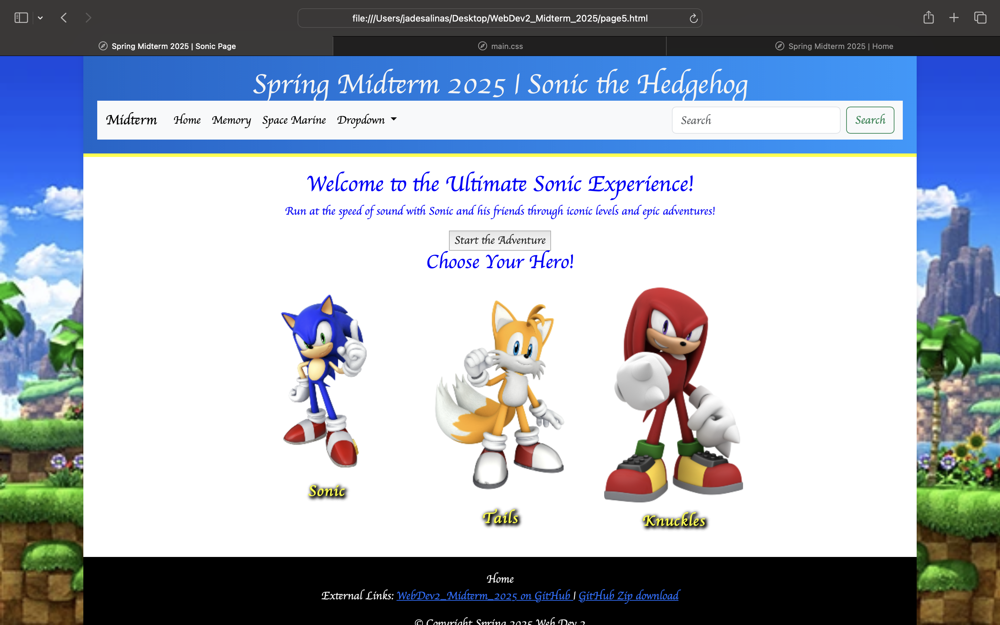 file:///Users/jadesalinas/Desktop/WebDev2_Midterm_2025/page5.html
Spring Midterm 2025 | Sonic Page
main.css
Spring Midterm 2025 | Home
Spring Midterm 2025 | Sonic the Hedgehog
Midterm Home Memory Space Marine Dropdown Search Search
Welcome to the Ultimate Sonic Experience!
Run at the speed of sound with Sonic and his friends through iconic levels and epic adventures!
Start the Adventure
Choose Your Hero!
Sonic
Tails
Knuckles
Home
External Links: WebDev2_Midterm_2025 on GitHub | GitHub Zip download
© Copyright Spring 2025 Web Dev 2